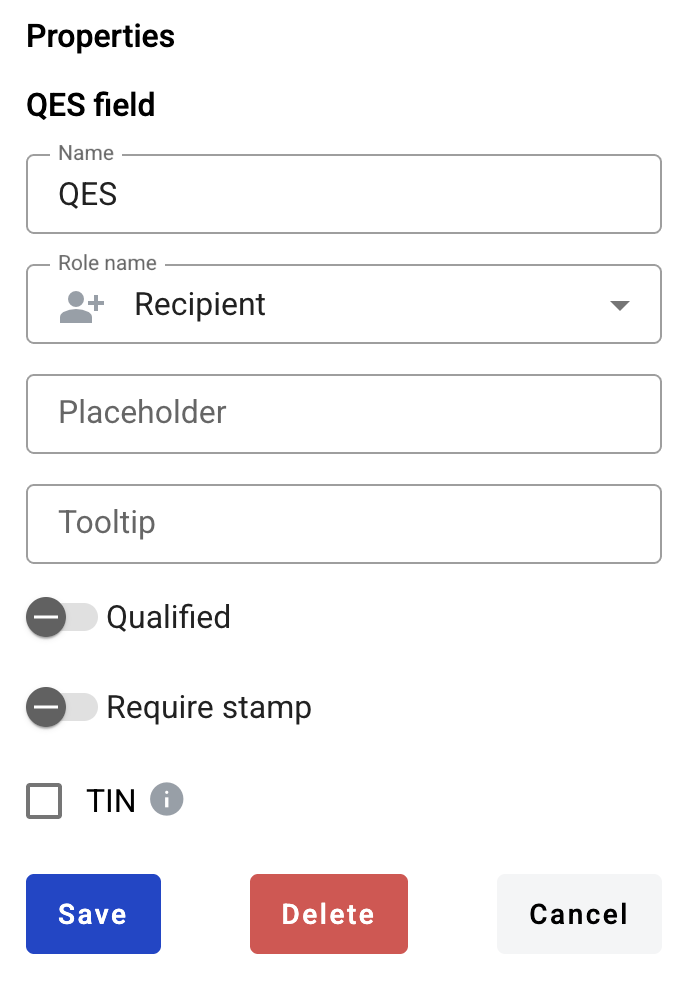 Properties
QES field
Name
QES
Role name
Recipient
Placeholder
Tooltip
Qualified
Require stamp
TIN
Save
Delete
Cancel